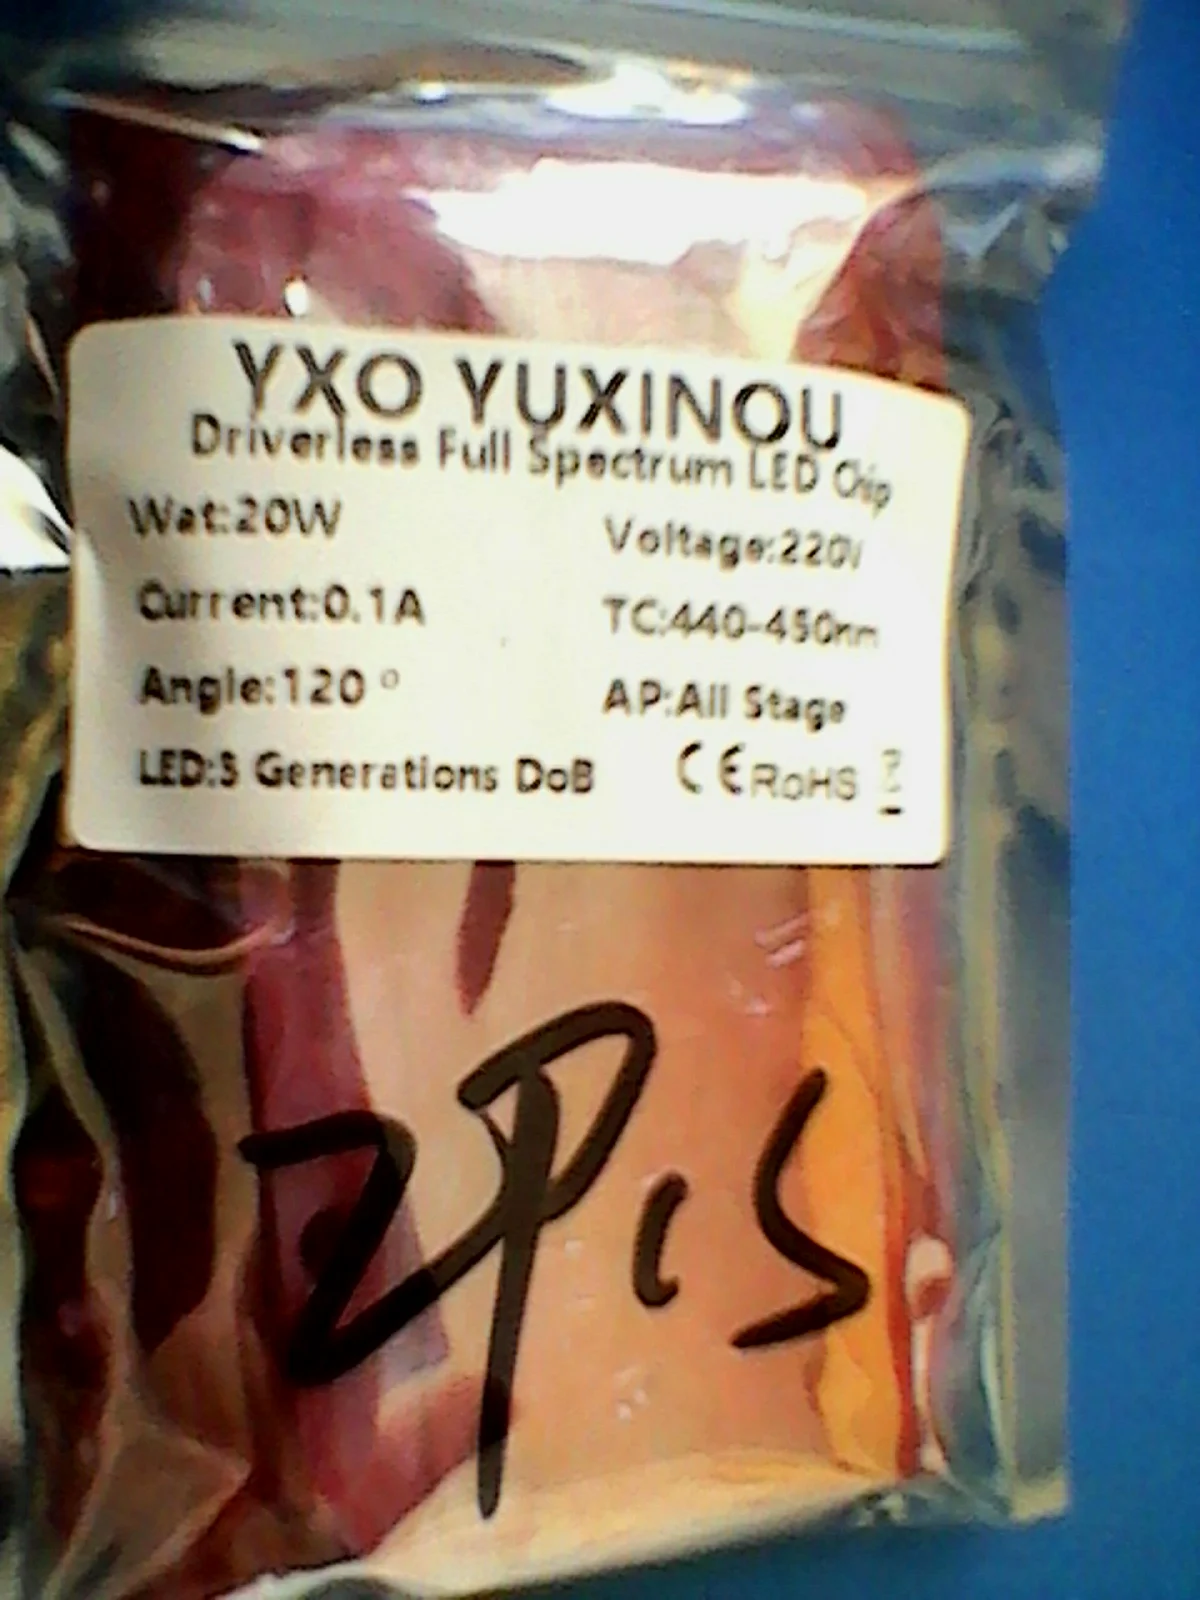 YXO YUXINOU
Driverless Full Spectrum LED Chip
Wat:20W
Voltage:220V
Current:0.1A
TC:440-450nm
Angle:120 °
AP:All Stage
LED:5 Generations DoB
CE RoHS
2Pis